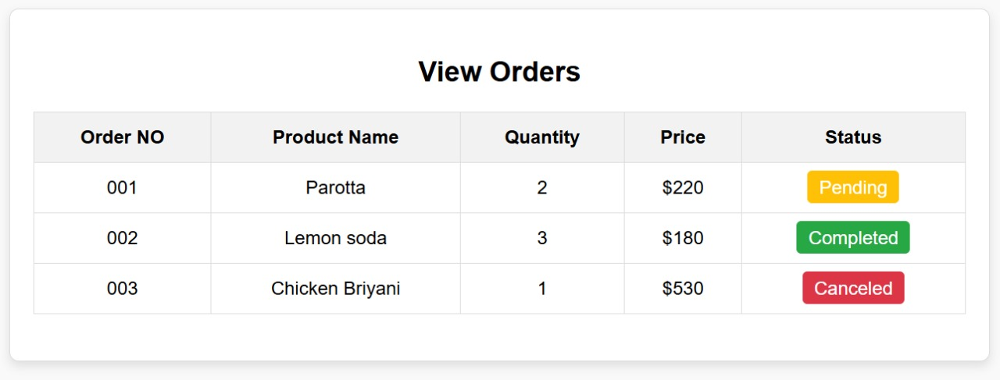 View Orders
Order NO Product Name Quantity Price Status
001 Parotta 2 $220 Pending
002 Lemon soda 3 $180 Completed
003 Chicken Briyani 1 $530 Canceled